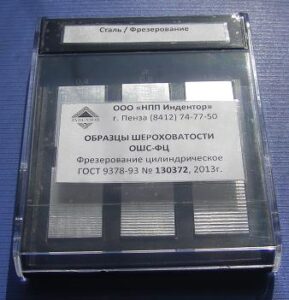 Сталь / Фрезерование
ООО «НПП Индентор»
г. Пенза (8412) 74-77-50
ОБРАЗЦЫ ШЕРОХОВАТОСТИ
ОШС-ФЦ
Фрезерование цилиндрическое
ГОСТ 9378-93 № 130372, 2013г.